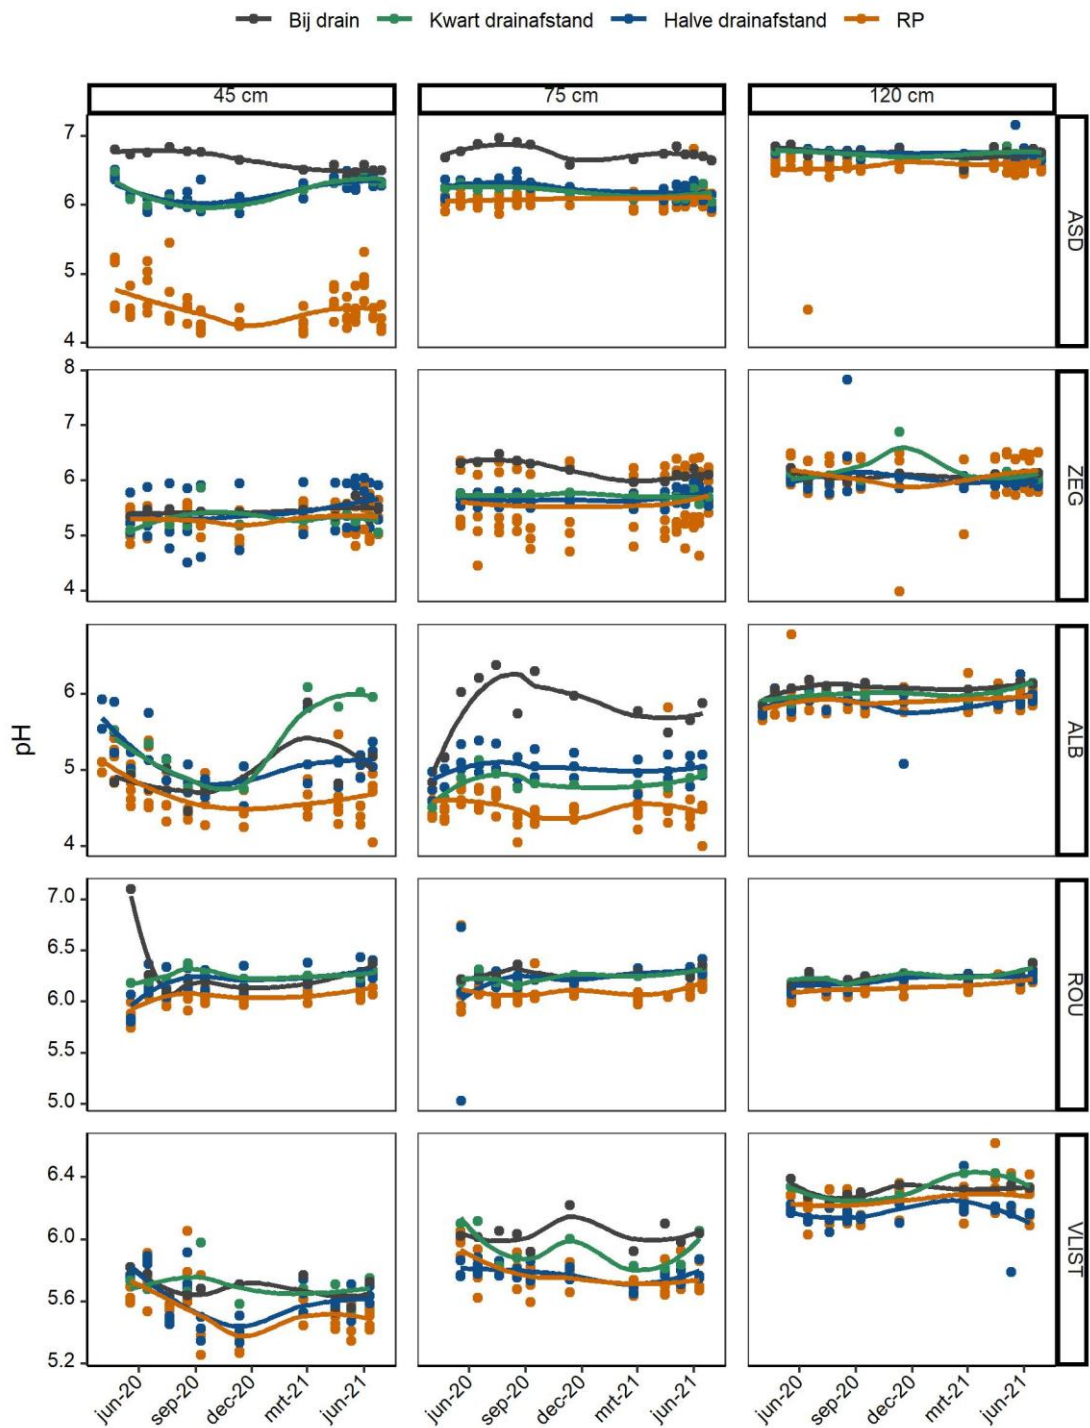 Bij drain Kwart drainafstand Halve drainafstand RP
45 cm 75 cm 120 cm
7
6
5
4
ASD
8
7
6
5
4
ZEG
pH
6
5
4
ALB
7.0
6.5
6.0
5.5
5.0
ROU
6.4
6.0
5.6
5.2
VLIST
jun-20 sep-20 dec-20 mrt-21 jun-21 jun-20 sep-20 dec-20 mrt-21 jun-21 jun-20 sep-20 dec-20 mrt-21 jun-21